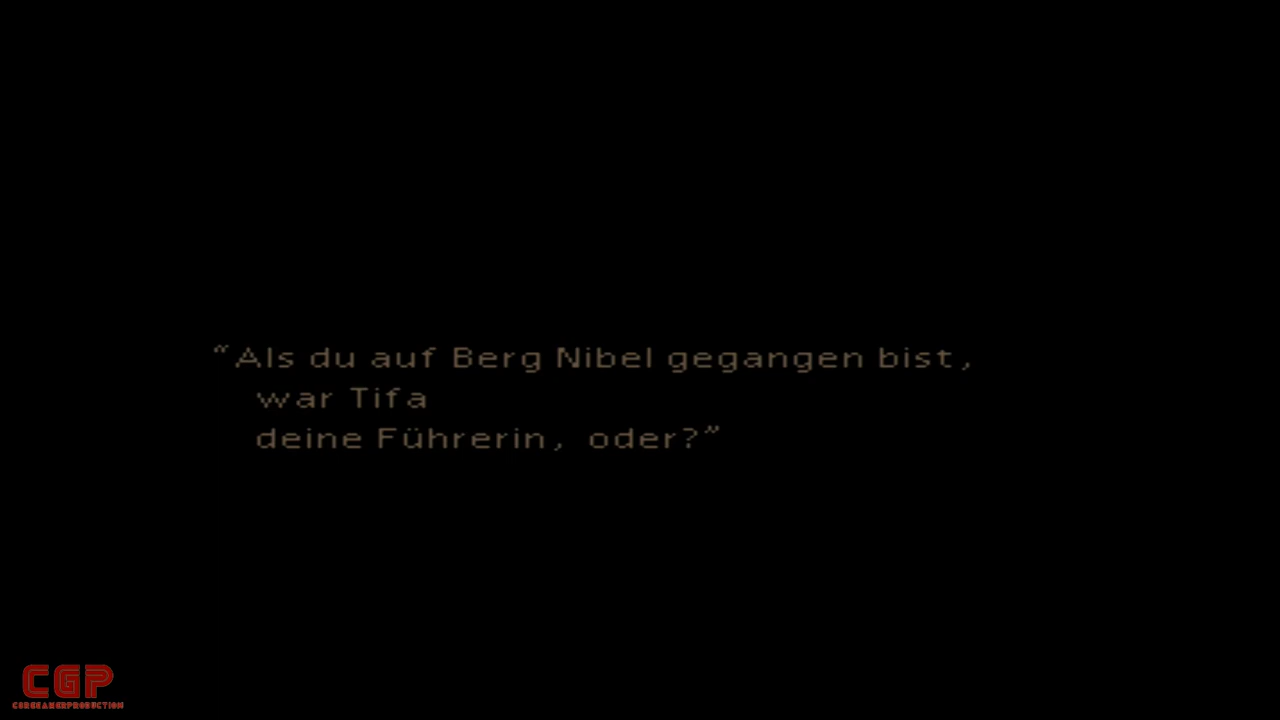 “Als du auf Berg Nibel gegangen bist,
war Tifa
deine Führerin, oder?”
CGP